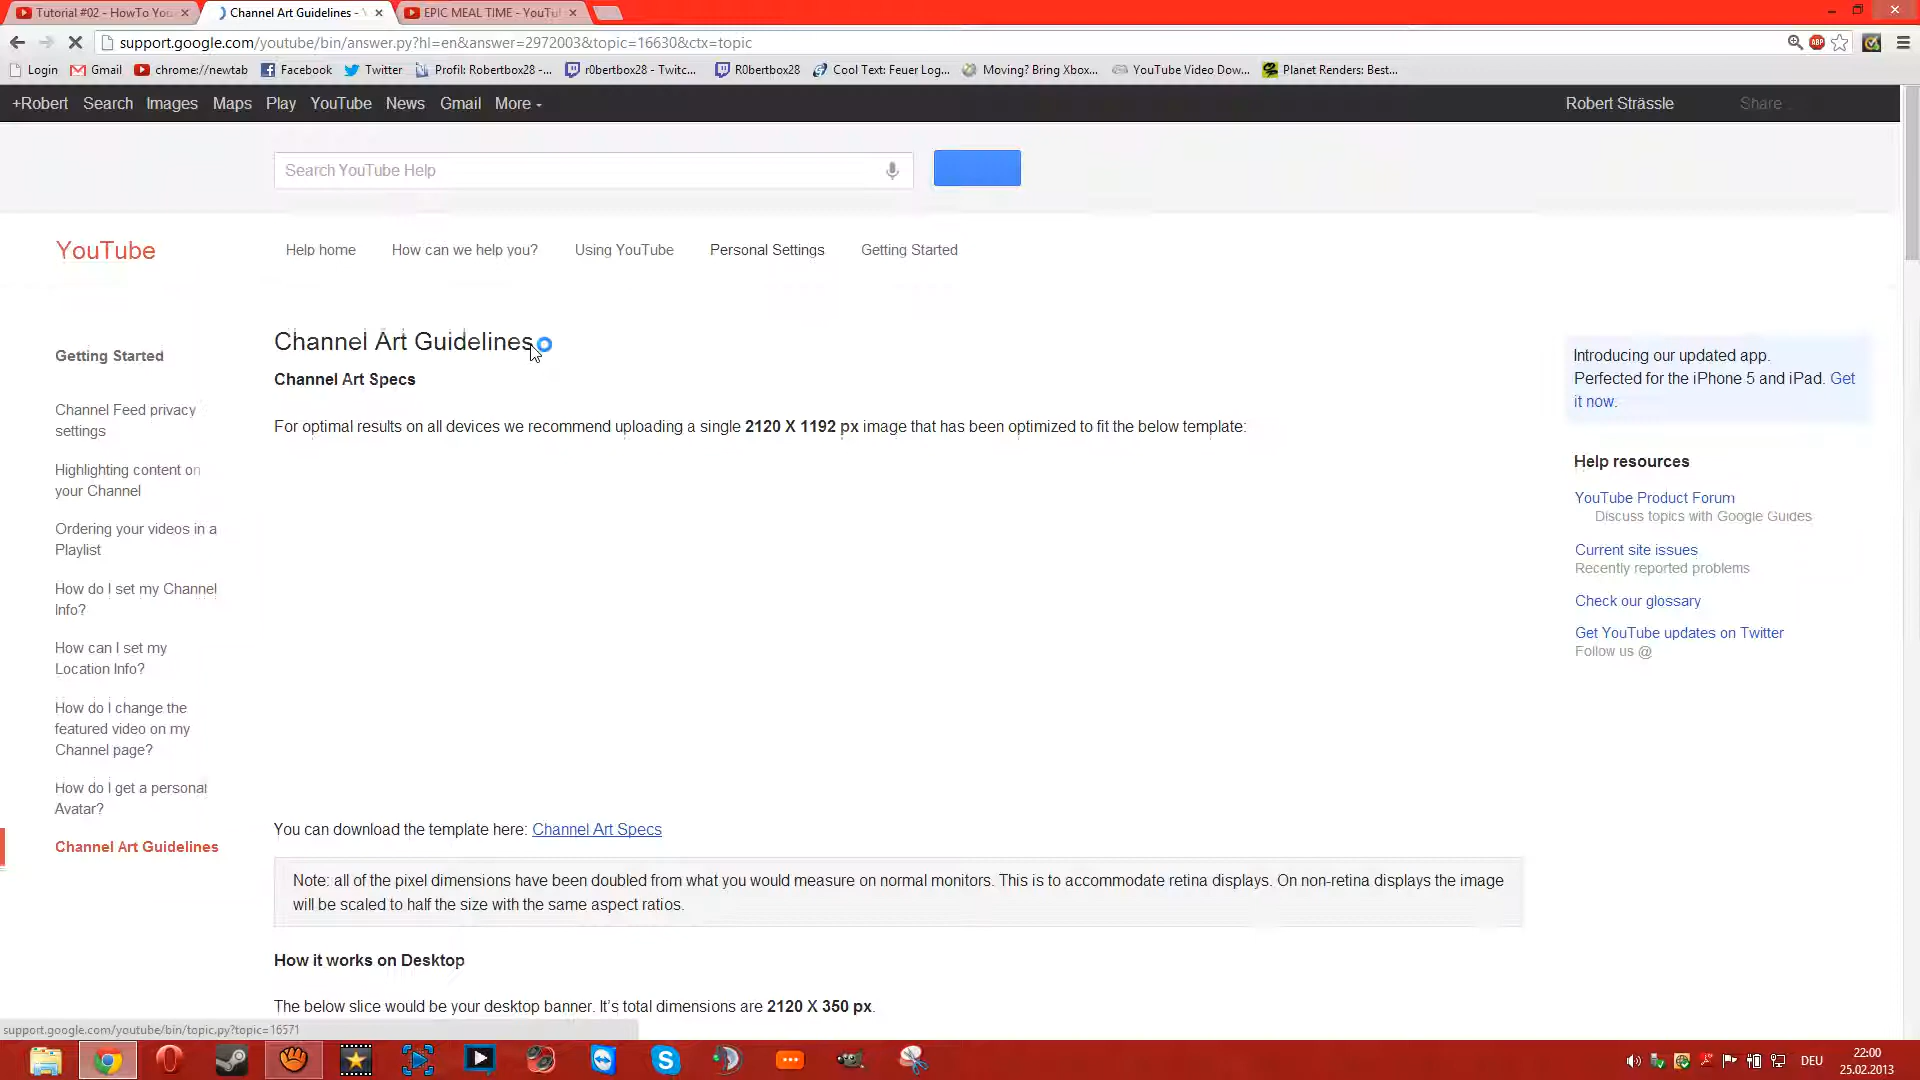 Tutorial #02 - HowTo You
Channel Art Guidelines -
EPIC MEAL TIME - YouTu
support.google.com/youtube/bin/answer.py?hl=en&answer=2972003&topic=16630&ctx=topic
Login Gmail chrome://newtab Facebook Twitter Profil: Robertbox28 -... r0bertbox28 - Twitc... R0bertbox28 Cool Text: Feuer Log... Moving? Bring Xbox... YouTube Video Dow... Planet Renders: Best...
+Robert Search Images Maps Play YouTube News Gmail More Robert Strässle Share
Search YouTube Help
YouTube Help home How can we help you? Using YouTube Personal Settings Getting Started
Getting Started
Channel Feed privacy
settings
Highlighting content on
your Channel
Ordering your videos in a
Playlist
How do I set my Channel
Info?
How can I set my
Location Info?
How do I change the
featured video on my
Channel page?
How do I get a personal
Avatar?
Channel Art Guidelines
Channel Art Guidelines
Channel Art Specs
For optimal results on all devices we recommend uploading a single 2120 X 1192 px image that has been optimized to fit the below template:
You can download the template here: Channel Art Specs
Note: all of the pixel dimensions have been doubled from what you would measure on normal monitors. This is to accommodate retina displays. On non-retina displays the image
will be scaled to half the size with the same aspect ratios.
How it works on Desktop
The below slice would be your desktop banner. It's total dimensions are 2120 X 350 px.
Introducing our updated app.
Perfected for the iPhone 5 and iPad. Get
it now.
Help resources
YouTube Product Forum
Discuss topics with Google Guides
Current site issues
Recently reported problems
Check our glossary
Get YouTube updates on Twitter
Follow us @
support.google.com/youtube/bin/topic.py?topic=16571
DEU
22:00
25.02.2013